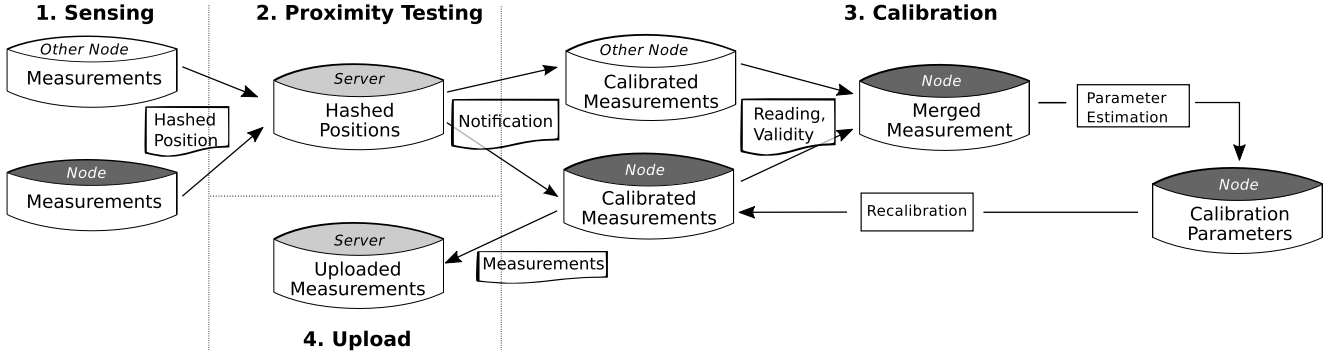 1. Sensing
2. Proximity Testing
3. Calibration
Other Node
Measurements
Hashed
Position
Node
Measurements
Server
Hashed
Positions
Notification
Other Node
Calibrated
Measurements
Node
Calibrated
Measurements
Reading,
Validity
Node
Merged
Measurement
Parameter
Estimation
Node
Calibration
Parameters
Recalibration
Measurements
Server
Uploaded
Measurements
4. Upload